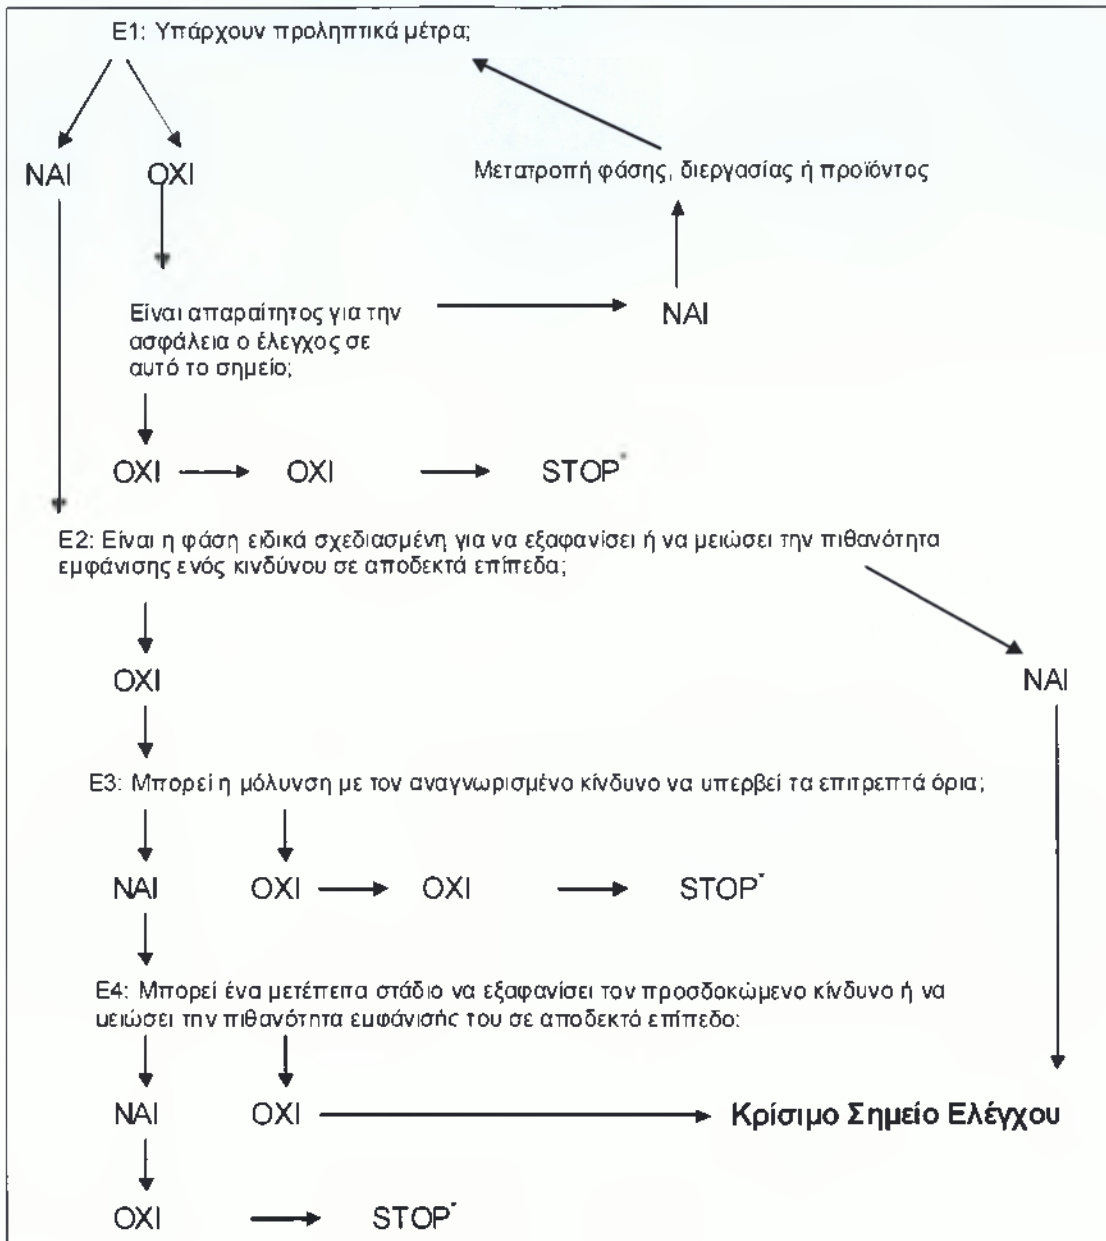 Ε1: Υπάρχουν προληπτικά μέτρα;
ΝΑΙ ΟΧΙ
Μετατροπή φάσης, διεργασίας ή προϊόντος
Είναι απαραίτητος για την
ασφάλεια ο έλεγχος σε
αυτό το σημείο;
ΝΑΙ
ΟΧΙ ΟΧΙ STOP*
Ε2: Είναι η φάση ειδικά σχεδιασμένη για να εξαφανίσει ή να μειώσει την πιθανότητα
εμφάνισης ενός κινδύνου σε αποδεκτά επίπεδα;
ΟΧΙ ΝΑΙ
Ε3: Μπορεί η μόλυνση με τον αναγνωρισμένο κίνδυνο να υπερβεί τα επιτρεπτά όρια;
ΝΑΙ ΟΧΙ ΟΧΙ STOP*
Ε4: Μπορεί ένα μετέπειτα στάδιο να εξαφανίσει τον προσδοκώμενο κίνδυνο ή να
μειώσει την πιθανότητα εμφάνισής του σε αποδεκτό επίπεδο;
ΝΑΙ ΟΧΙ Κρίσιμο Σημείο Ελέγχου
ΟΧΙ STOP*